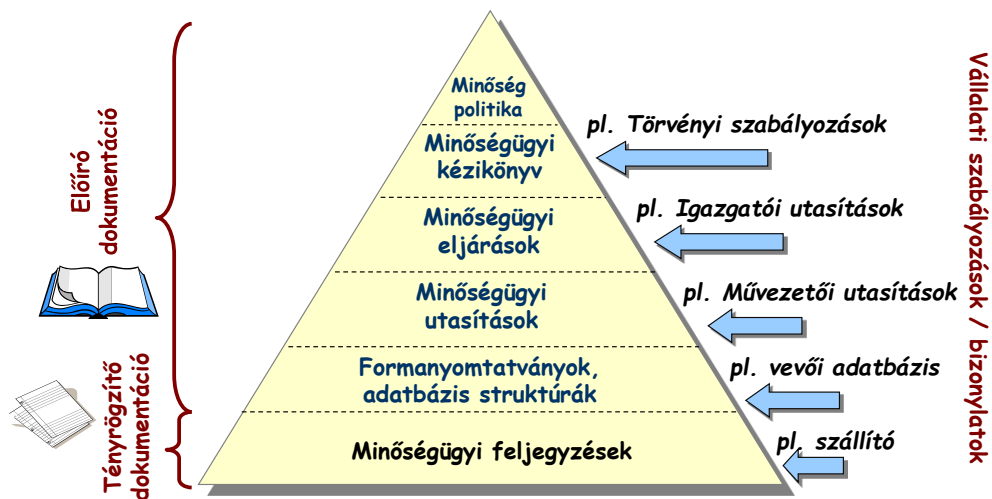 Előíró
dokumentáció
Tényrögzítő
dokumentáció
Minőség
politika
Minőségügyi
kézikönyv
Minőségügyi
eljárások
Minőségügyi
utasítások
Formanyomtatványok,
adatbázis struktúrák
Minőségügyi feljegyzések
pl. Törvényi szabályozások
pl. Igazgatói utasítások
pl. Művezetői utasítások
pl. vevői adatbázis
pl. szállító
Vállalati szabályozások / bizonylatok